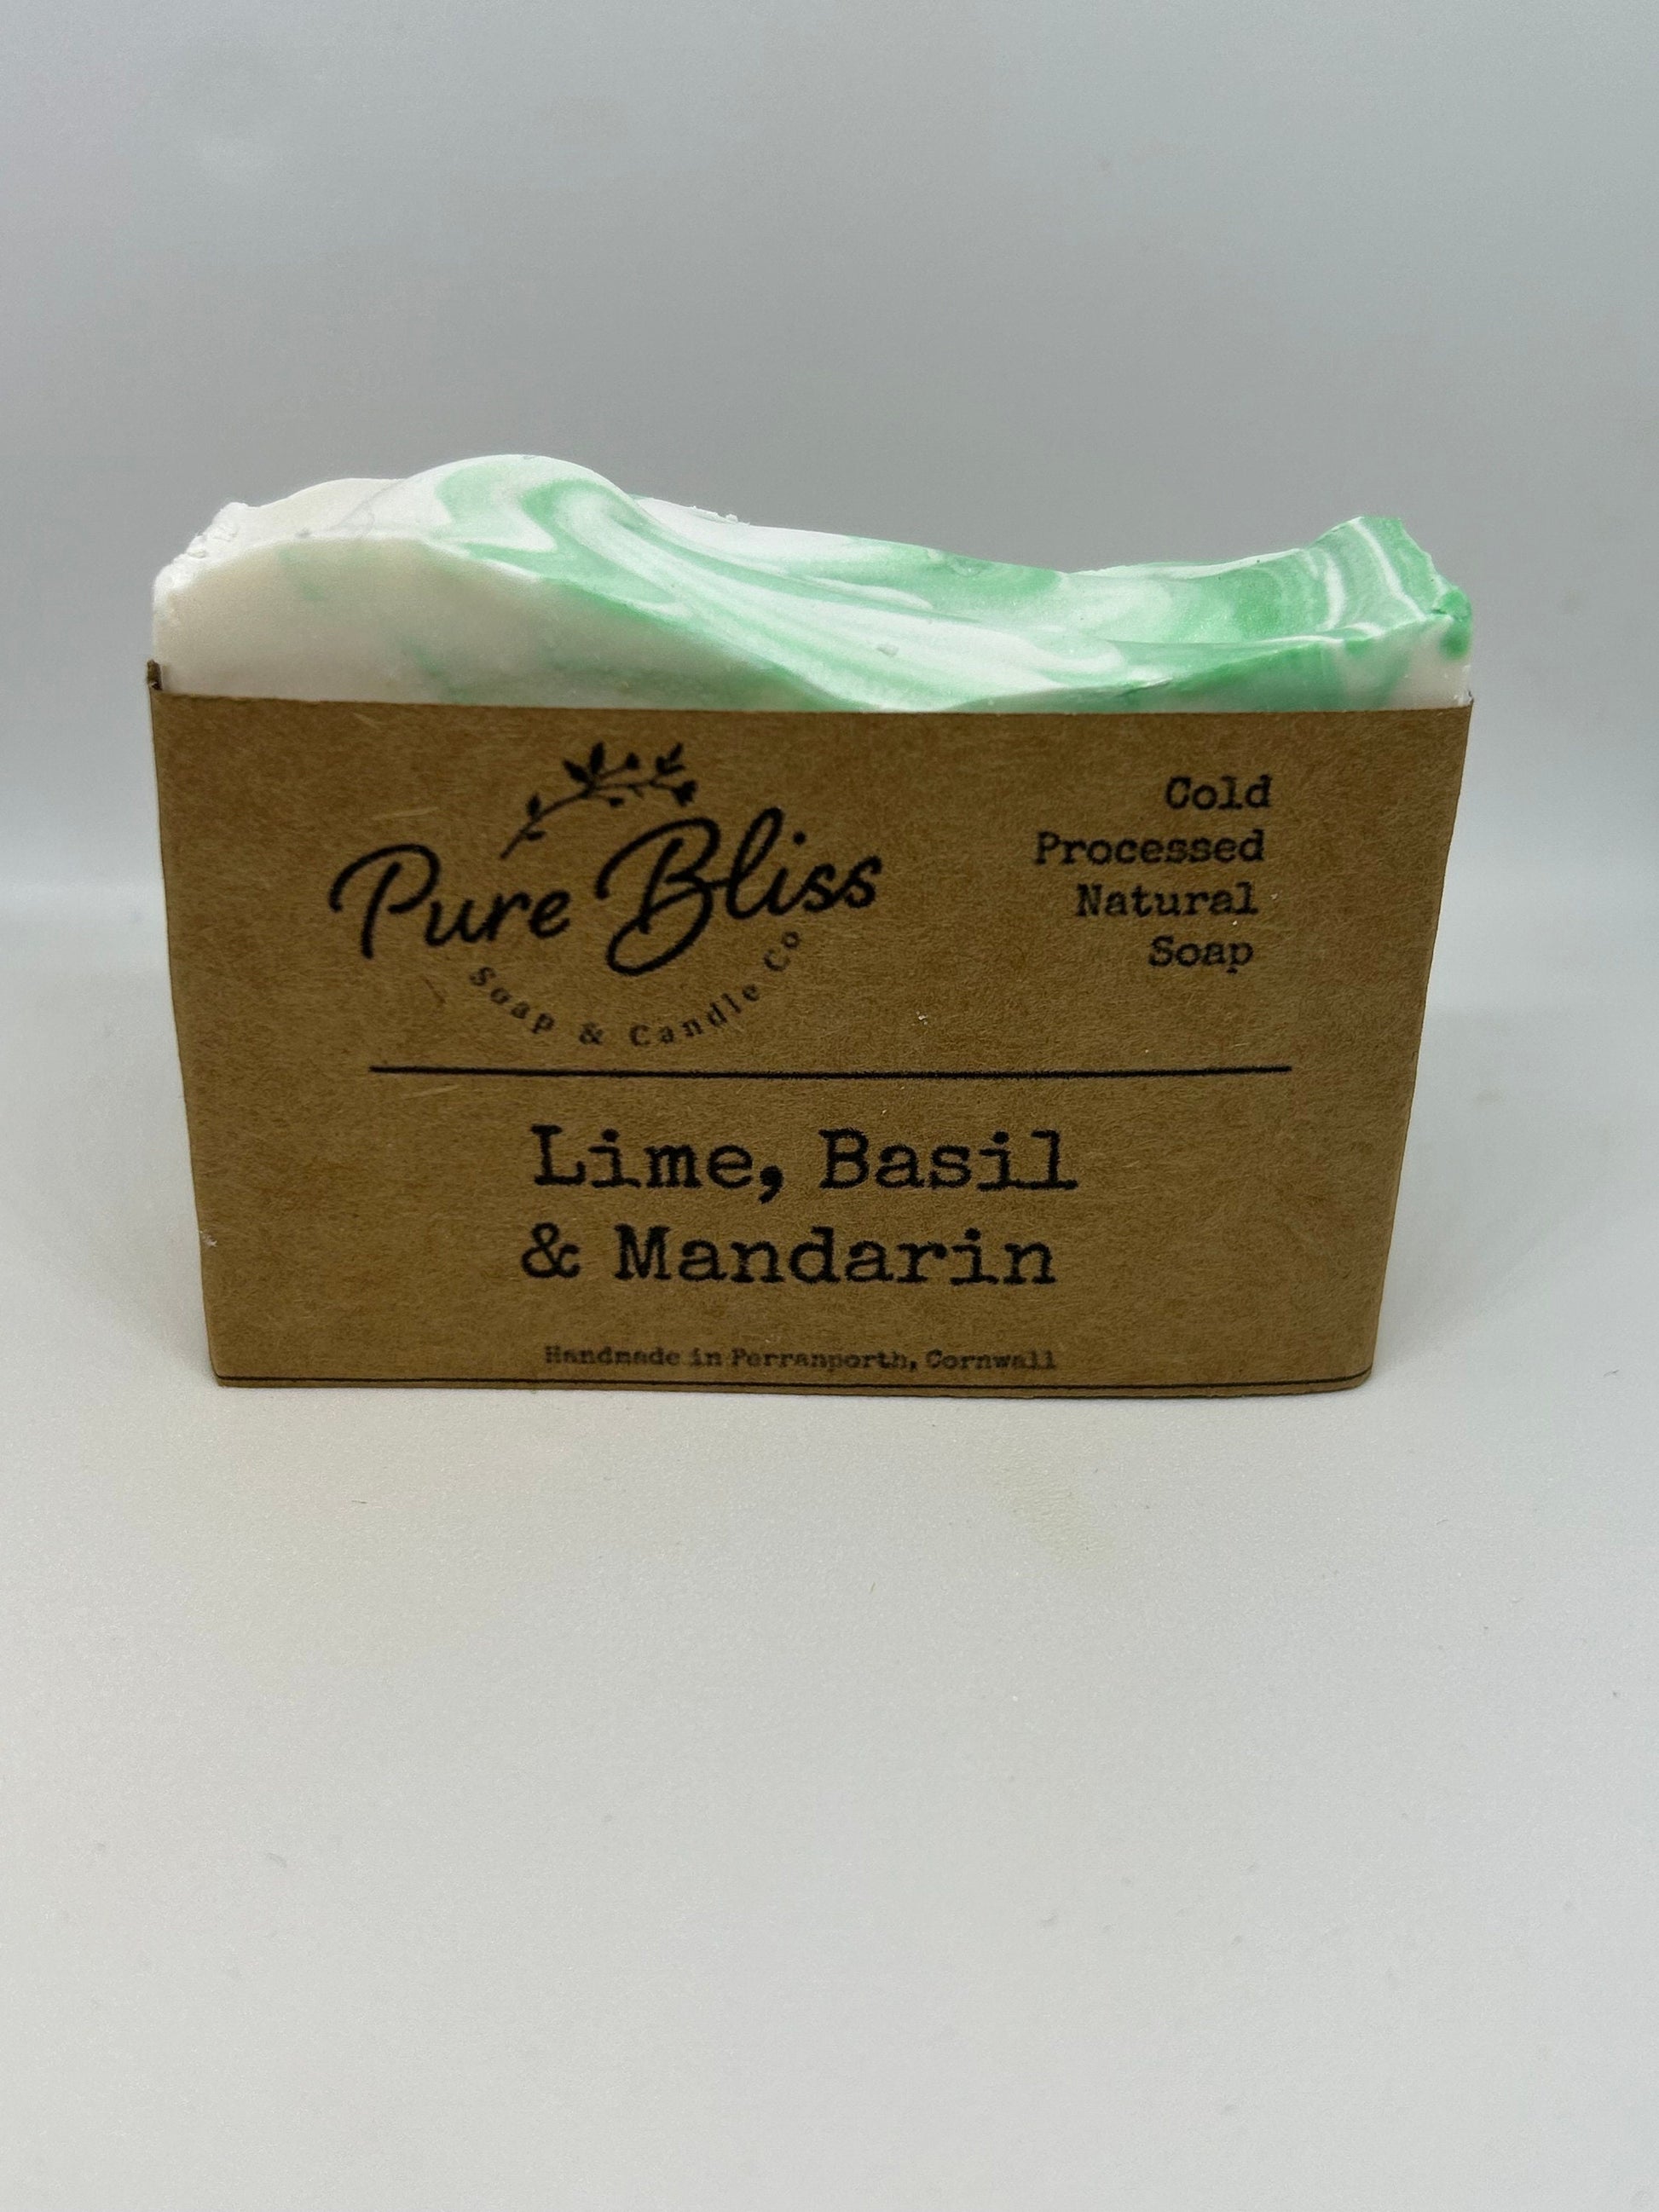 Pure Bliss
Soap & Candle Co
Cold
Processed
Natural
Soap
Lime, Basil
& Mandarin
Handmade in Perranporth, Cornwall